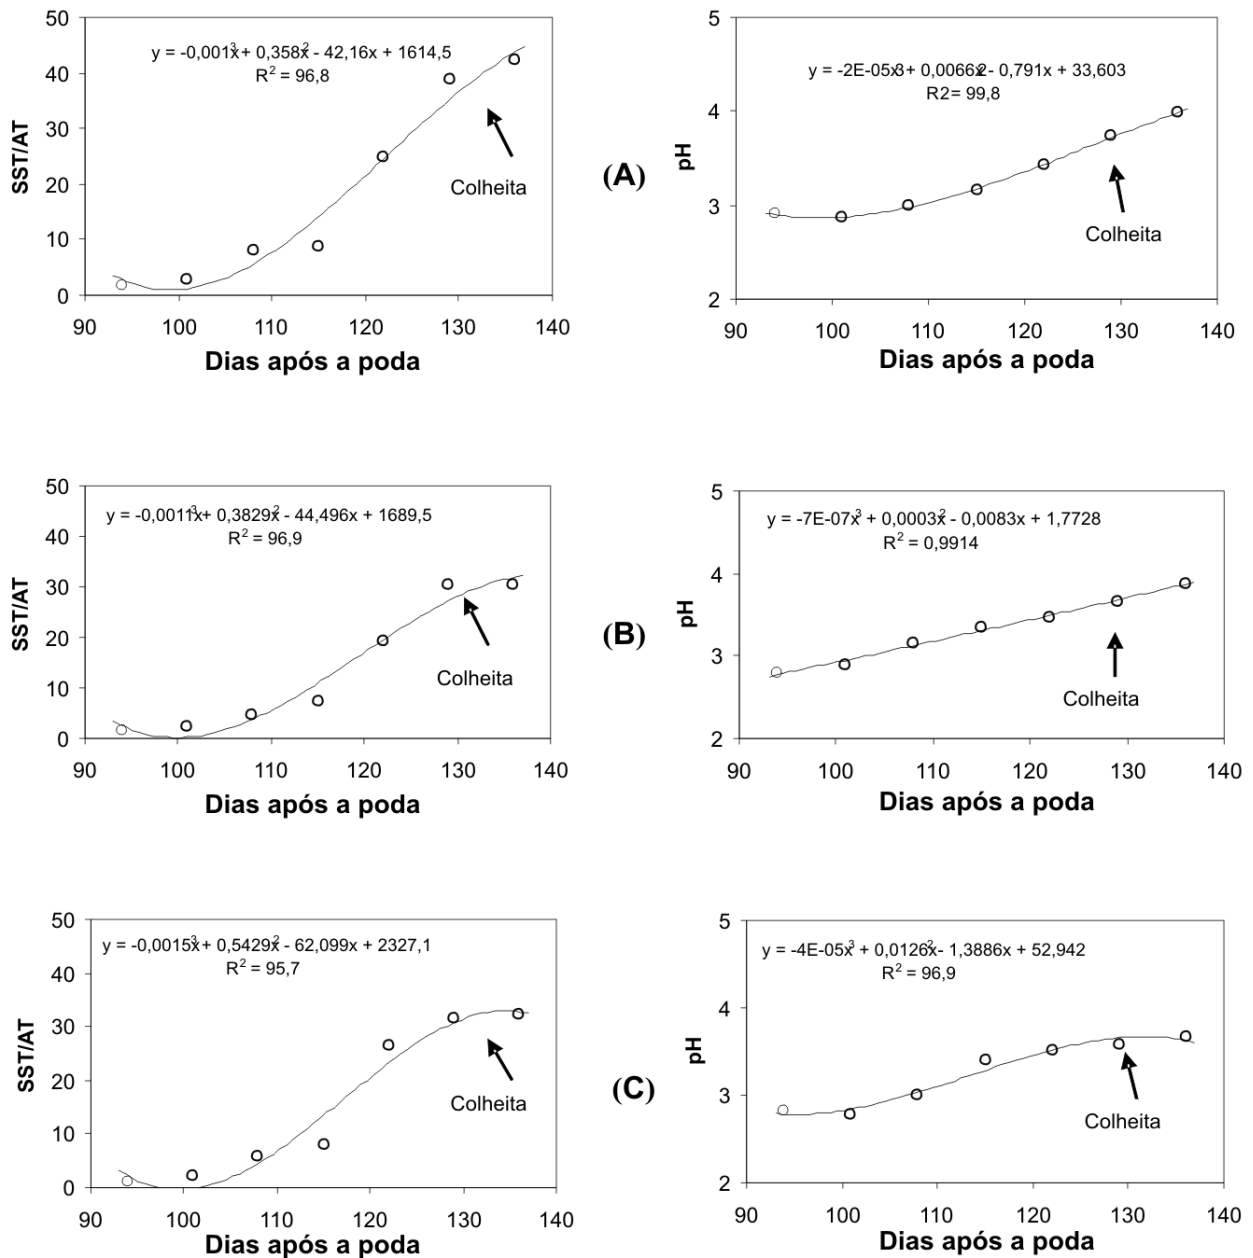 50
40
30
20
10
0
SST/AT
y = -0,001x³ + 0,358x² - 42,16x + 1614,5
R² = 96,8
Colheita
90 100 110 120 130 140
Dias após a poda
(A)
5
4
3
2
pH
y = -2E-05x3 + 0,0066x2 - 0,791x + 33,603
R2 = 99,8
Colheita
90 100 110 120 130 140
Dias após a poda
50
40
30
20
10
0
SST/AT
y = -0,0011x³ + 0,3829x² - 44,496x + 1689,5
R² = 96,9
Colheita
90 100 110 120 130 140
Dias após a poda
(B)
5
4
3
2
pH
y = -7E-07x³ + 0,0003x² - 0,0083x + 1,7728
R² = 0,9914
Colheita
90 100 110 120 130 140
Dias após a poda
50
40
30
20
10
0
SST/AT
y = -0,0015x³ + 0,5429x² - 62,099x + 2327,1
R² = 95,7
Colheita
90 100 110 120 130 140
Dias após a poda
(C)
5
4
3
2
pH
y = -4E-05x³ + 0,0126x² - 1,3886x + 52,942
R² = 96,9
Colheita
90 100 110 120 130 140
Dias após a poda